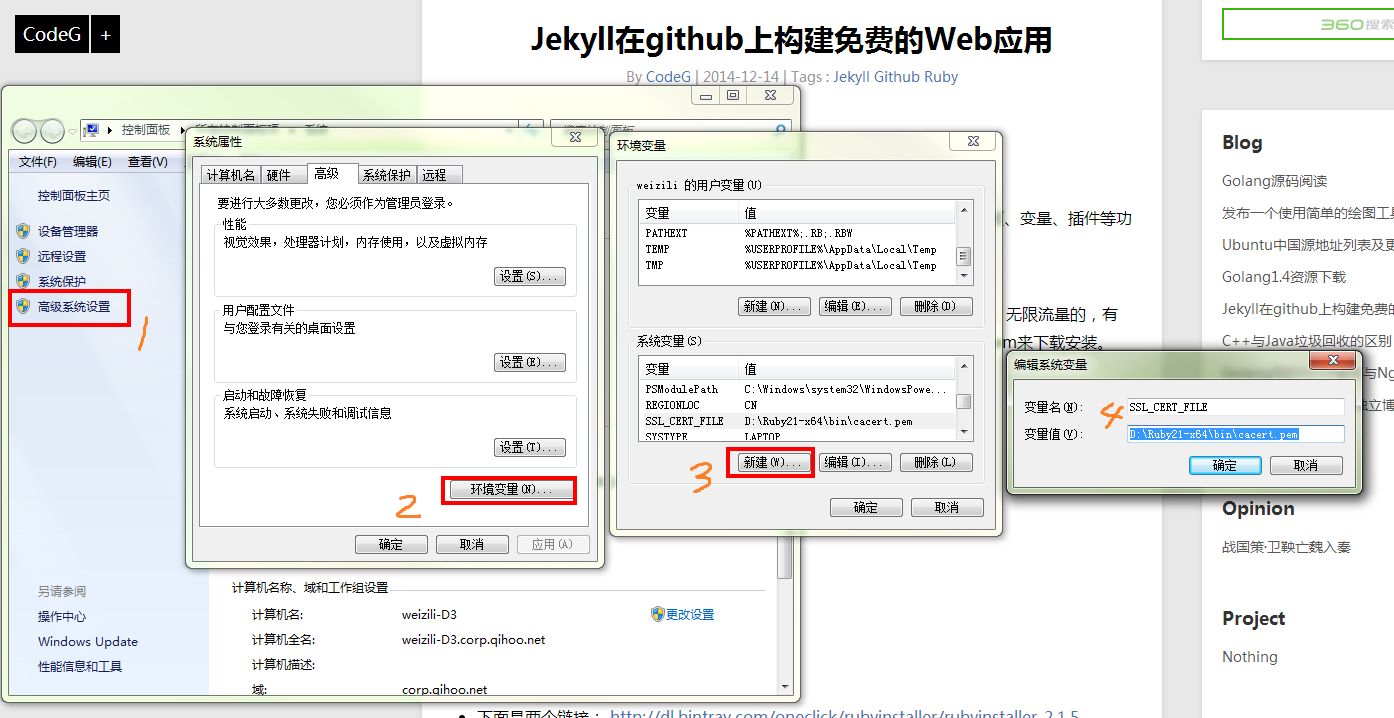 CodeG +
Jekyll在github上构建免费的Web应用
By CodeG | 2014-12-14 | Tags : Jekyll Github Ruby
360搜索
控制面板
文件(F) 编辑(E) 查看(V)
控制面板主页
设备管理器
远程设置
系统保护
高级系统设置
1
另请参阅
操作中心
Windows Update
性能信息和工具
计算机名称、域和工作组设置
计算机名: weizili-D3
更改设置
计算机全名: weizili-D3.corp.qihoo.net
计算机描述:
域: corp.qihoo.net
系统属性
计算机名 硬件 高级 系统保护 远程
要进行大多数更改，您必须作为管理员登录。
性能
视觉效果，处理器计划，内存使用，以及虚拟内存
设置(S)...
用户配置文件
与您登录有关的桌面设置
设置(E)...
启动和故障恢复
系统启动、系统失败和调试信息
设置(T)...
环境变量(N)...
2
确定 取消 应用(A)
环境变量
weizili 的用户变量(U)
变量 值
PATHEXT %PATHEXT%;.RB;.RBW
TEMP %USERPROFILE%\AppData\Local\Temp
TMP %USERPROFILE%\AppData\Local\Temp
新建(N)... 编辑(E)... 删除(D)
系统变量(S)
变量 值
PSModulePath C:\Windows\system32\WindowsPowe...
REGIONLOC CN
SSL_CERT_FILE D:\Ruby21-x64\bin\cacert.pem
SYSTYPE LAPTOP
新建(W)... 编辑(I)... 删除(L)
3
确定 取消
、变量、插件等功
无限流量的，有
m来下载安装。
编辑系统变量
变量名(N): SSL_CERT_FILE
4
变量值(V): D:\Ruby21-x64\bin\cacert.pem
确定 取消
下面是两个链接： http://dl.bintray.com/oneclick/rubyinstaller/rubyinstaller-2.1.5
Blog
Golang源码阅读
发布一个使用简单的绘图工具
Ubuntu中国源地址列表及更
Golang1.4资源下载
Jekyll在github上构建免费的
C++与Java垃圾回收的区别
与Ng
独立博
Opinion
战国策·卫鞅亡魏入秦
Project
Nothing